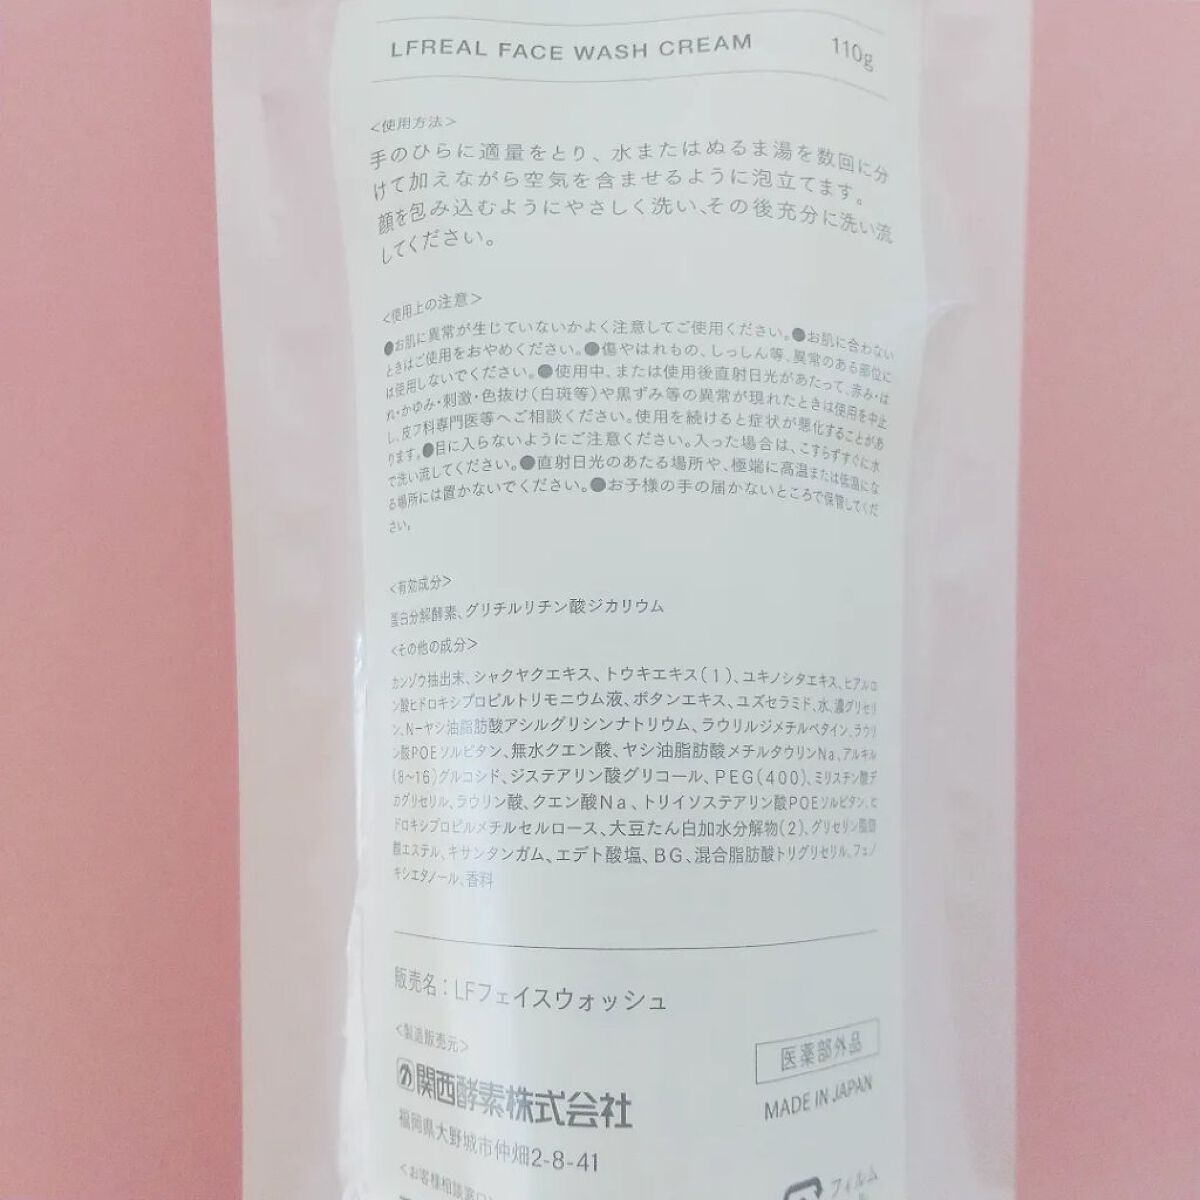 LFREAL FACE WASH CREAM 110g
<使用方法>
手のひらに適量をとり、水またはぬるま湯を数回に分
けて加えながら空気を含ませるように泡立てます。
顔を包み込むようにやさしく洗い、その後充分に洗い流
してください。
<使用上の注意>
●お肌に異常が生じていないかよく注意してご使用ください。●お肌に合わない
ときはご使用をおやめください。●傷やはれもの、しっしん等、異常のある部位に
は使用しないでください。●使用中、または使用後直射日光があたって、赤み・は
れ・かゆみ・刺激・色抜け(白斑等)や黒ずみ等の異常が現れたときは使用を中止
し、皮フ科専門医等へご相談ください。使用を続けると症状が悪化することがあ
ります。●目に入らないようにご注意ください。入った場合は、こすらずすぐに水
で洗い流してください。●直射日光のあたる場所や、極端に高温または低温にな
る場所には置かないでください。●お子様の手の届かないところで保管してくだ
さい。
<有効成分>
蛋白分解酵素、グリチルリチン酸ジカリウム
<その他の成分>
カンゾウ抽出末、シャクヤクエキス、トウキエキス(1)、ユキノシタエキス、ヒアルロ
ン酸ヒドロキシプロピルトリモニウム液、ボタンエキス、ユズセラミド、水、濃グリセリ
ン、N-ヤシ油脂肪酸アシルグリシンナトリウム、ラウリルジメチルベタイン、ラウリ
ン酸POEソルビタン、無水クエン酸、ヤシ油脂肪酸メチルタウリンNa、アルキル
(8~16)グルコシド、ジステアリン酸グリコール、PEG(400)、ミリスチン酸デ
カグリセリル、ラウリン酸、クエン酸Na、トリイソステアリン酸POEソルビタン、ヒ
ドロキシプロピルメチルセルロース、大豆たん白加水分解物(2)、グリセリン脂肪
酸エステル、キサンタンガム、エデト酸塩、BG、混合脂肪酸トリグリセリル、フェノ
キシエタノール、香料
販売名:LFフェイスウォッシュ
<製造販売元>
関西酵素株式会社
福岡県大野城市仲畑2-8-41
医薬部外品
MADE IN JAPAN
<お客様相談窓口
フィルム